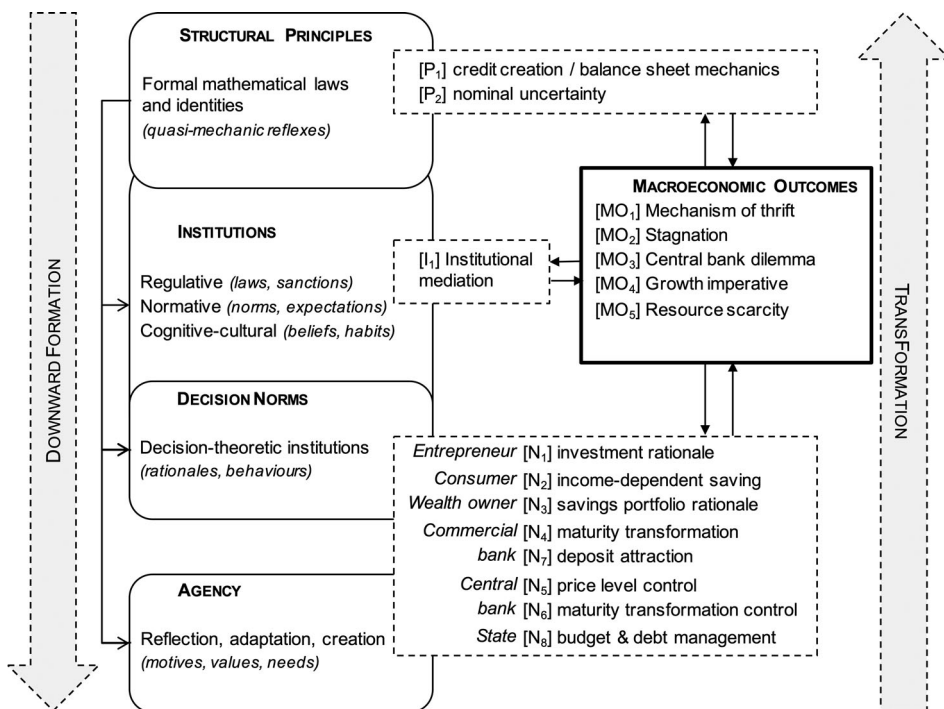 DOWNWARD FORMATION
STRUCTURAL PRINCIPLES
Formal mathematical laws
and identities
(quasi-mechanic reflexes)
INSTITUTIONS
Regulative (laws, sanctions)
Normative (norms, expectations)
Cognitive-cultural (beliefs, habits)
DECISION NORMS
Decision-theoretic institutions
(rationales, behaviours)
AGENCY
Reflection, adaptation, creation
(motives, values, needs)
[P₁] credit creation / balance sheet mechanics
[P₂] nominal uncertainty
[I₁] Institutional
mediation
MACROECONOMIC OUTCOMES
[MO₁] Mechanism of thrift
[MO₂] Stagnation
[MO₃] Central bank dilemma
[MO₄] Growth imperative
[MO₅] Resource scarcity
Entrepreneur [N₁] investment rationale
Consumer [N₂] income-dependent saving
Wealth owner [N₃] savings portfolio rationale
Commercial [N₄] maturity transformation
bank [N₇] deposit attraction
Central [N₅] price level control
bank [N₆] maturity transformation control
State [N₈] budget & debt management
TRANSFORMATION